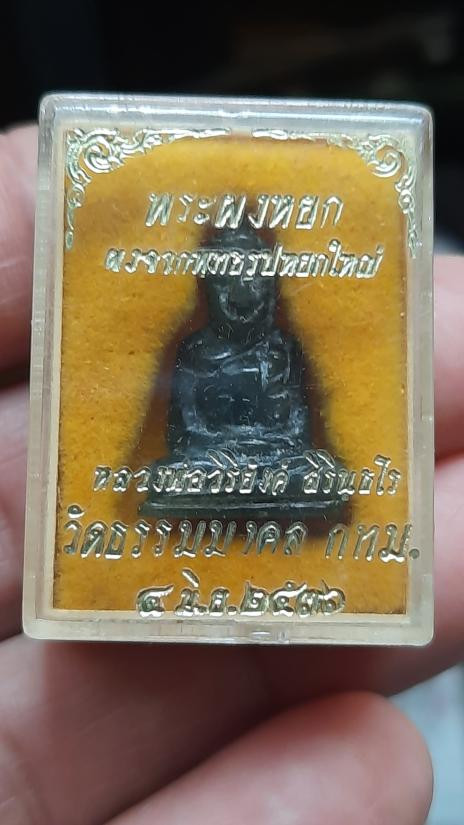 พระผงหยก
ผงจากพุทธรูปหยกใหญ่
หลวงพ่อวิริยังค์ สิรินฺธโร
วัดธรรมมงคล กทม.
๔ มิ.ย.๒๕๓๖